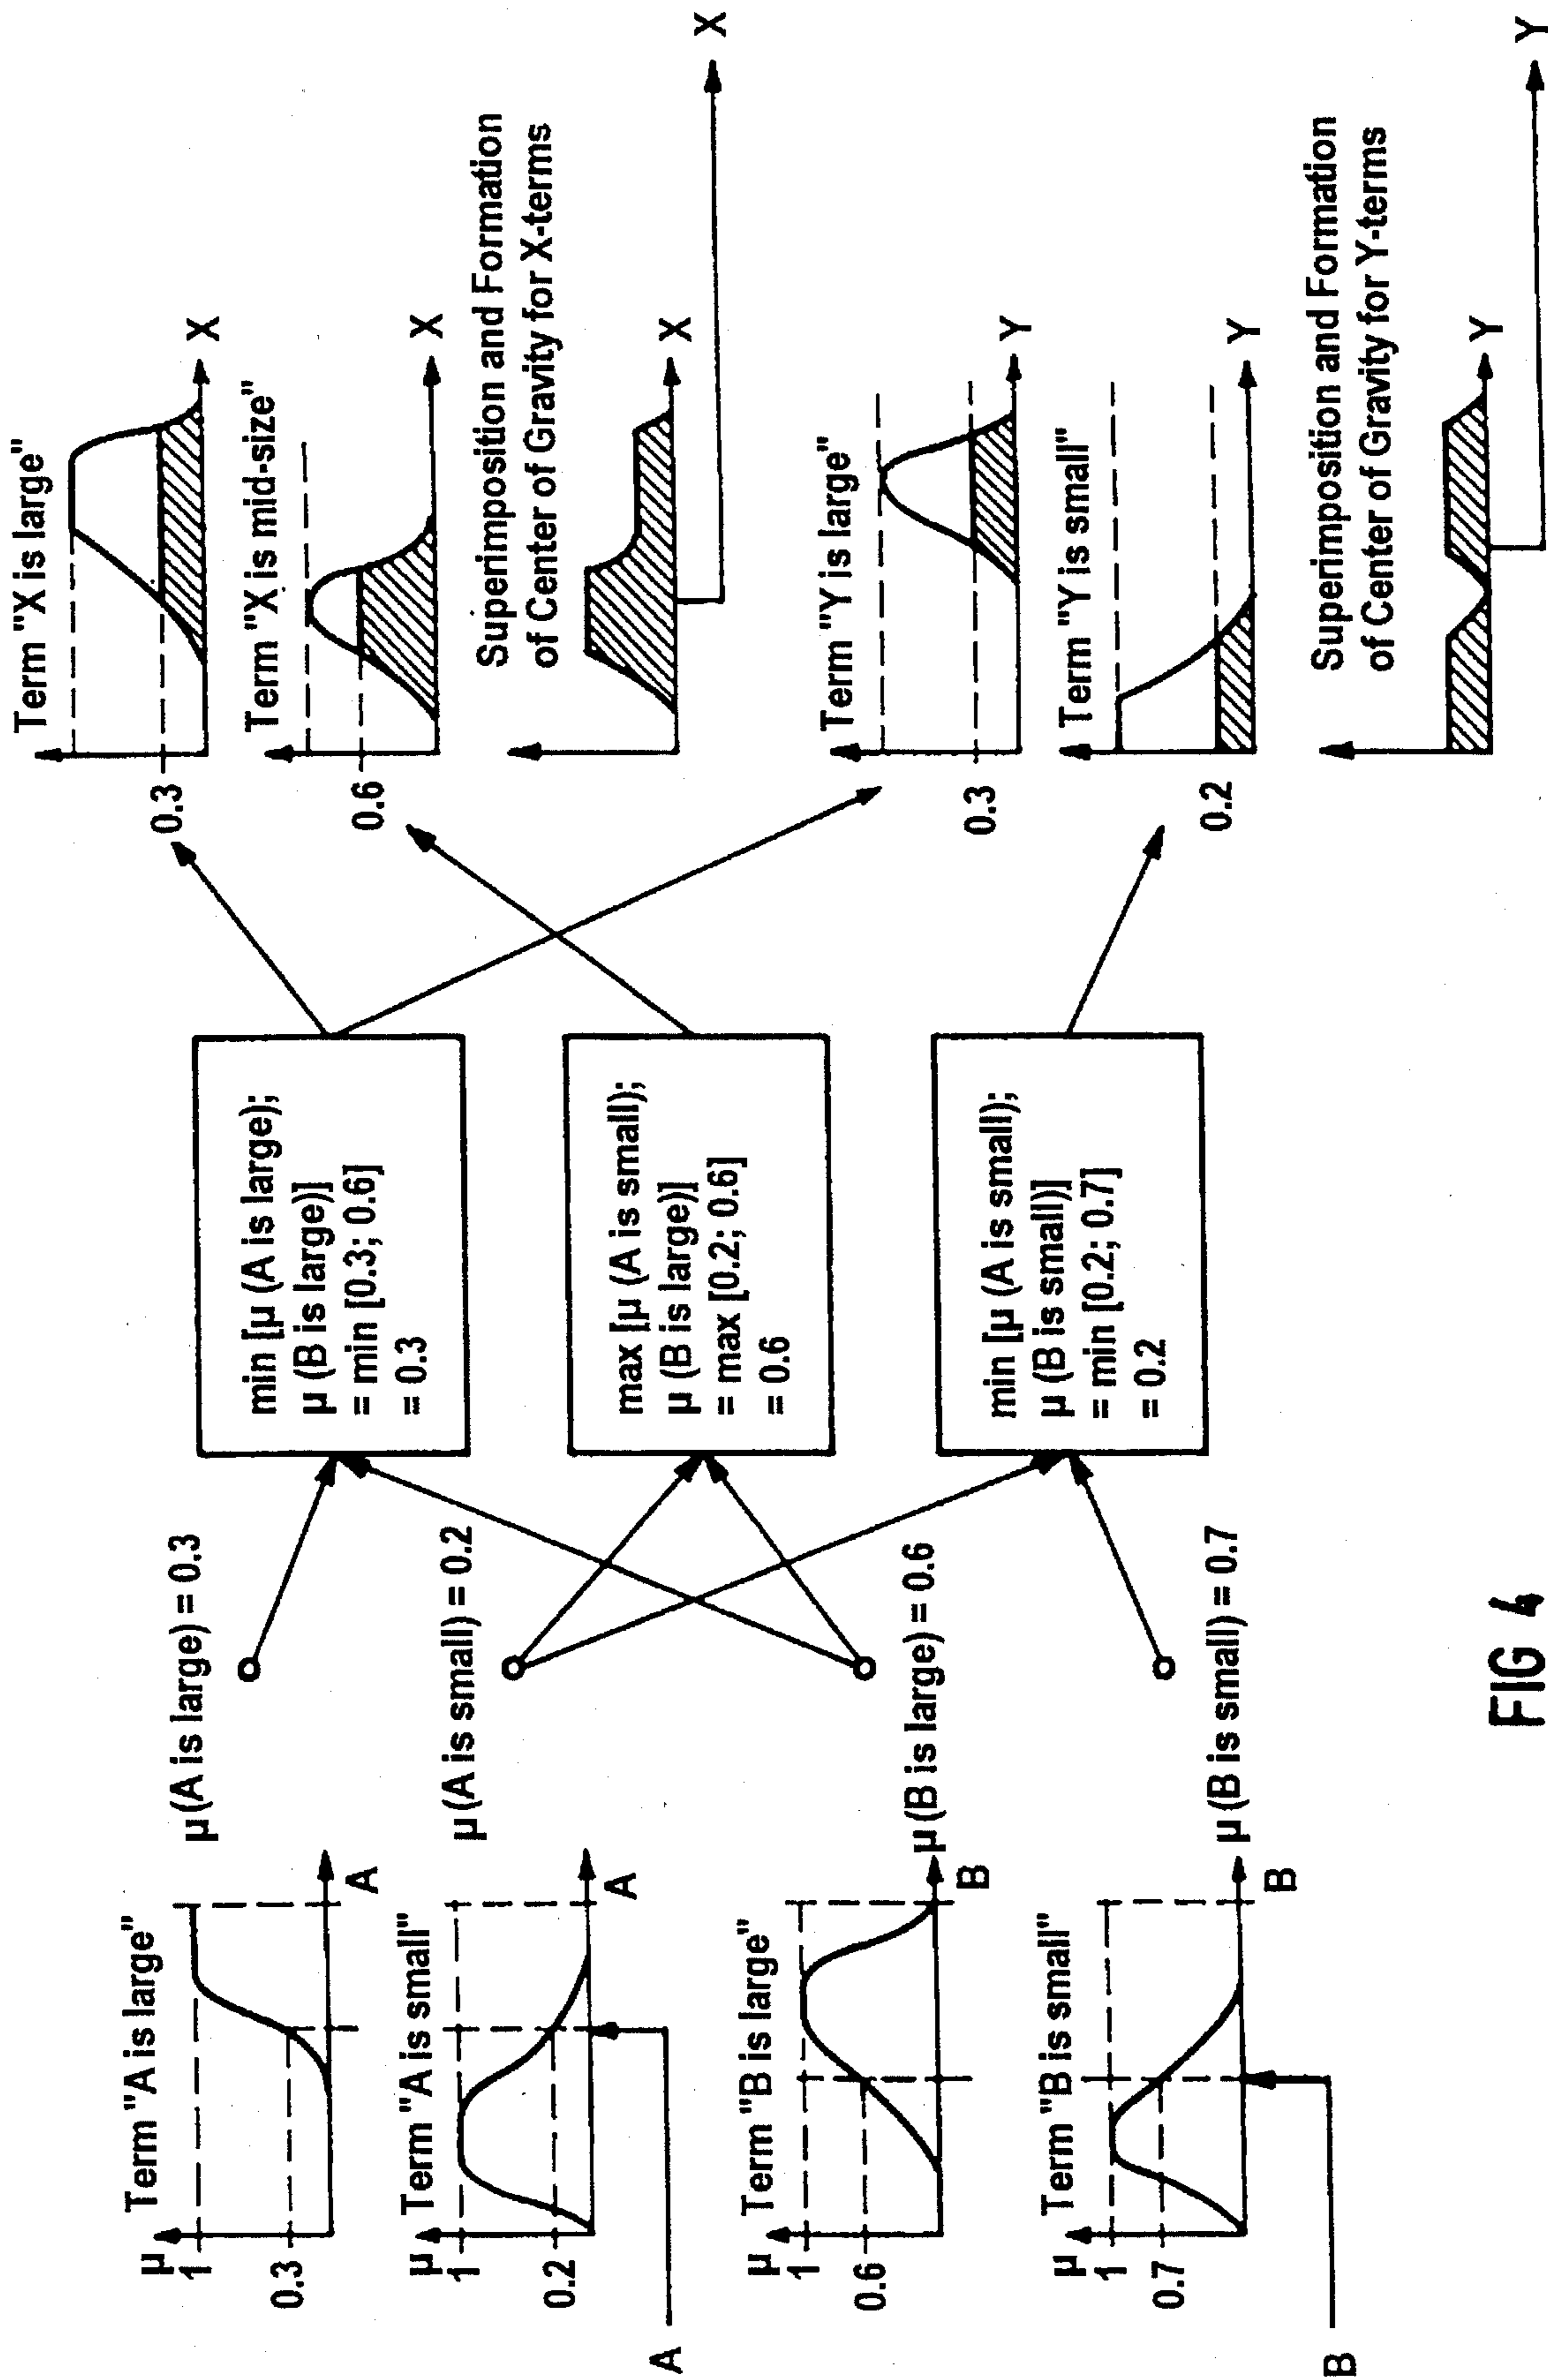 Term "A is large"
µ
1
0.3
A
Term "A is small"
µ
1
0.2
A
A
Term "B is large"
µ
1
0.6
B
Term "B is small"
µ
1
0.7
B
B
µ (A is large) = 0.3
µ (A is small) = 0.2
µ (B is large) = 0.6
µ (B is small) = 0.7
min [µ (A is large);
µ (B is large)]
= min [0.3; 0.6]
= 0.3
max [µ (A is small);
µ (B is large)]
= max [0.2; 0.6]
= 0.6
min [µ (A is small;
µ (B is small)]
= min [0.2; 0.7]
= 0.2
Term "X is large"
0.3
X
Term "X is mid-size"
0.6
X
Superimposition and Formation
of Center of Gravity for X-terms
X
X
Term "Y is large"
0.3
Y
Term "Y is small"
0.2
Y
Superimposition and Formation
of Center of Gravity for Y-terms
Y
Y
FIG 4